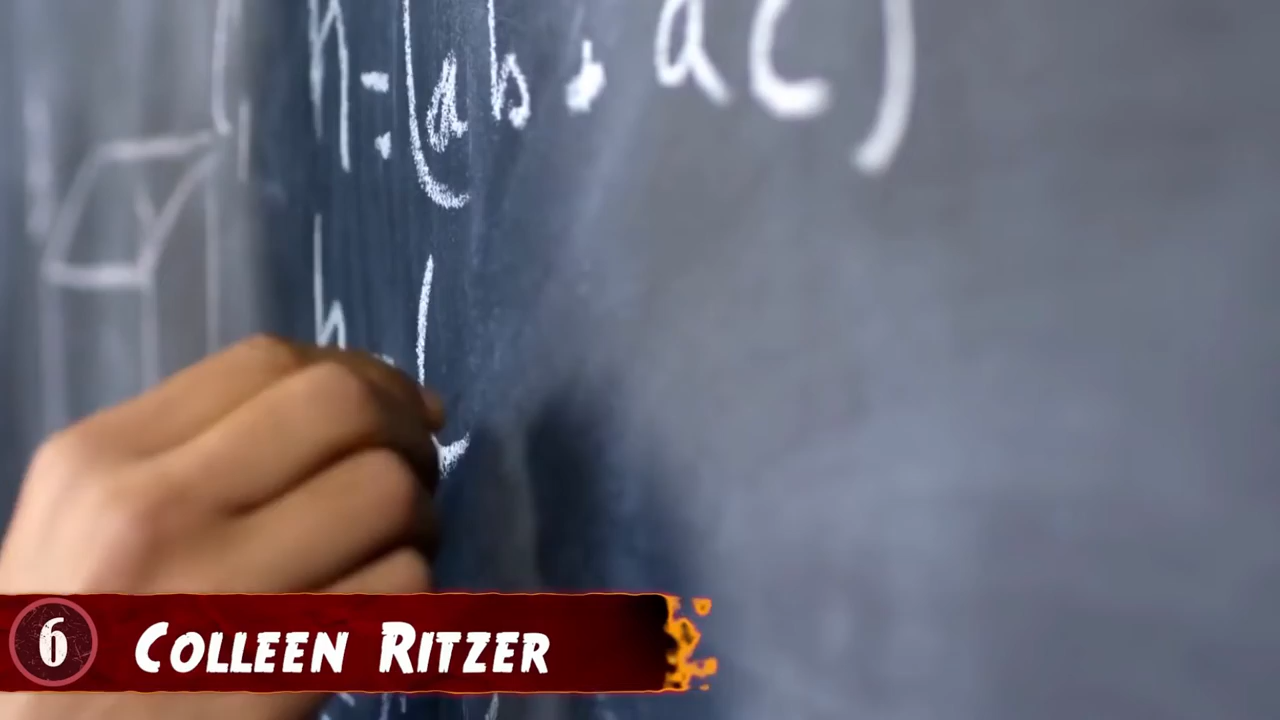 h = (ab + ac)
h = (
6 COLLEEN RITZER